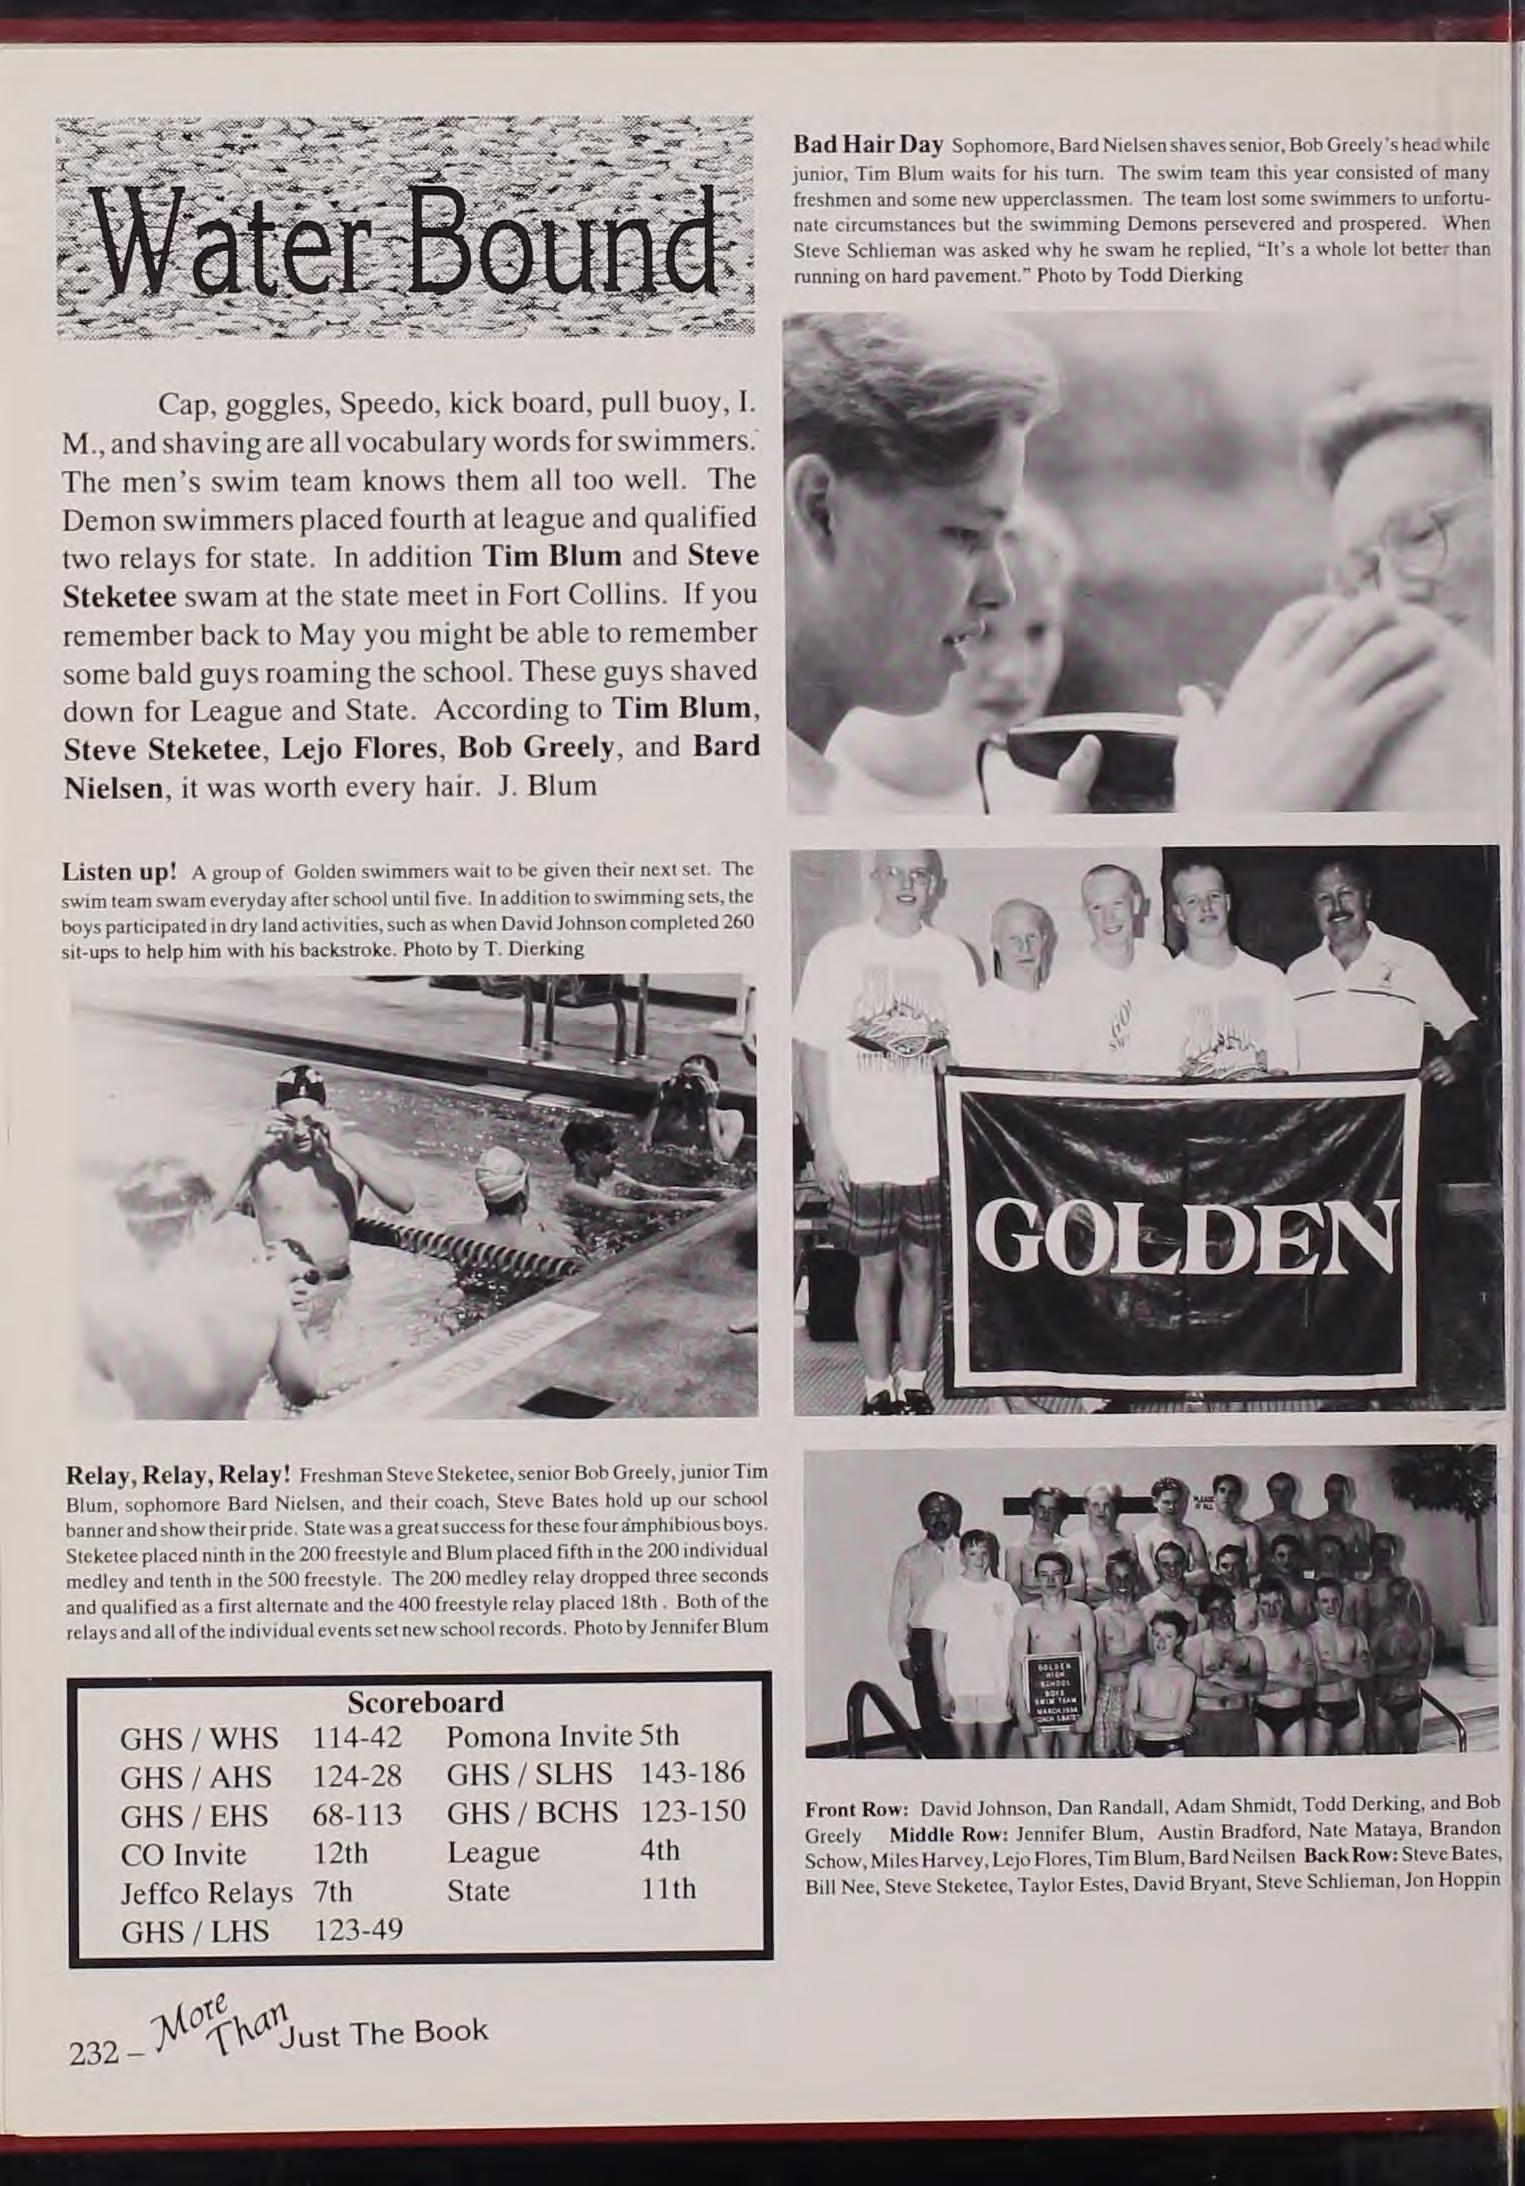 Water Bound
Cap, goggles, Speedo, kick board, pull buoy, I.
M., and shaving are all vocabulary words for swimmers.
The men's swim team knows them all too well. The
Demon swimmers placed fourth at league and qualified
two relays for state. In addition Tim Blum and Steve
Steketee swam at the state meet in Fort Collins. If you
remember back to May you might be able to remember
some bald guys roaming the school. These guys shaved
down for League and State. According to Tim Blum,
Steve Steketee, Lejo Flores, Bob Greely, and Bard
Nielsen, it was worth every hair. J. Blum
Listen up! A group of Golden swimmers wait to be given their next set. The
swim team swam everyday after school until five. In addition to swimming sets, the
boys participated in dry land activities, such as when David Johnson completed 260
sit-ups to help him with his backstroke. Photo by T. Dierking
Relay, Relay, Relay! Freshman Steve Steketee, senior Bob Greely, junior Tim
Blum, sophomore Bard Nielsen, and their coach, Steve Bates hold up our school
banner and show their pride. State was a great success for these four amphibious boys.
Steketee placed ninth in the 200 freestyle and Blum placed fifth in the 200 individual
medley and tenth in the 500 freestyle. The 200 medley relay dropped three seconds
and qualified as a first alternate and the 400 freestyle relay placed 18th . Both of the
relays and all of the individual events set new school records. Photo by Jennifer Blum
Scoreboard
GHS / WHS 114-42 Pomona Invite 5th
GHS / AHS 124-28 GHS / SLHS 143-186
GHS / EHS 68-113 GHS / BCHS 123-150
CO Invite 12th League 4th
Jeffco Relays 7th State 11th
GHS / LHS 123-49
232 – More Than Just The Book
Bad Hair Day Sophomore, Bard Nielsen shaves senior, Bob Greely's head while
junior, Tim Blum waits for his turn. The swim team this year consisted of many
freshmen and some new upperclassmen. The team lost some swimmers to unfortu-
nate circumstances but the swimming Demons persevered and prospered. When
Steve Schlieman was asked why he swam he replied, “It's a whole lot better than
running on hard pavement.” Photo by Todd Dierking
GO!
GOLDEN
PLEASE
GOLDEN
HIGH
SCHOOL
BOYS
SWIM TEAM
MARCH 1994
Front Row: David Johnson, Dan Randall, Adam Shmidt, Todd Derking, and Bob
Greely Middle Row: Jennifer Blum, Austin Bradford, Nate Mataya, Brandon
Schow, Miles Harvey, Lejo Flores, Tim Blum, Bard Neilsen Back Row: Steve Bates,
Bill Nee, Steve Steketee, Taylor Estes, David Bryant, Steve Schlieman, Jon Hoppin